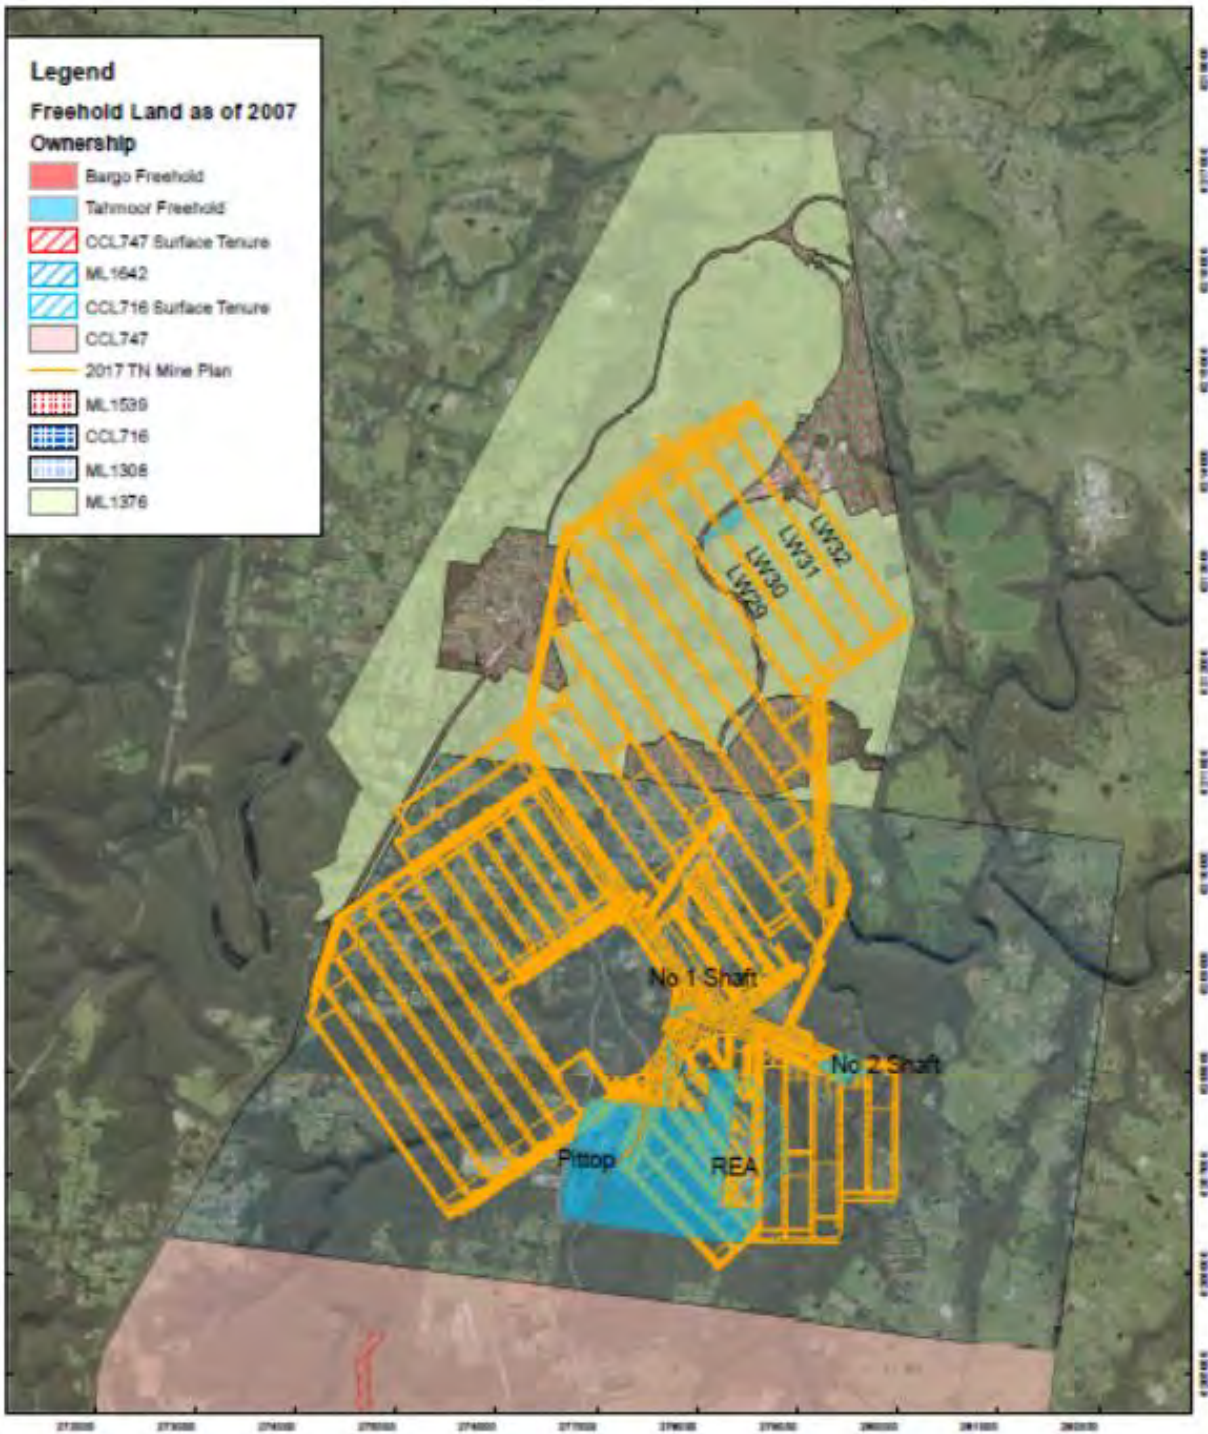 Legend
Freehold Land as of 2007
Ownership
Bargo Freehold
Tahmoor Freehold
CCL747 Surface Tenure
ML1642
CCL716 Surface Tenure
CCL747
2017 TN Mine Plan
ML1539
CCL716
ML1308
ML1376
LW32
LW31
LW30
LW29
No 1 Shaft
No 2 Shaft
Pittop
REA